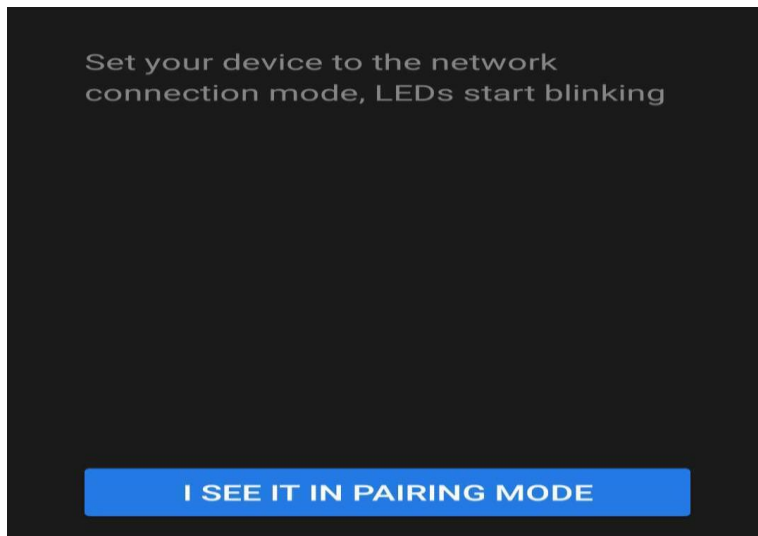 Set your device to the network
connection mode, LEDs start blinking
I SEE IT IN PAIRING MODE